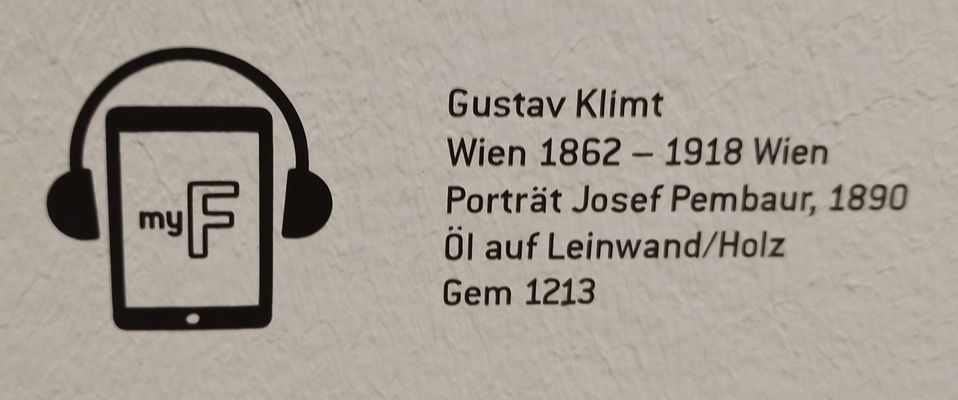 myF
Gustav Klimt
Wien 1862 – 1918 Wien
Porträt Josef Pembaur, 1890
Öl auf Leinwand/Holz
Gem 1213